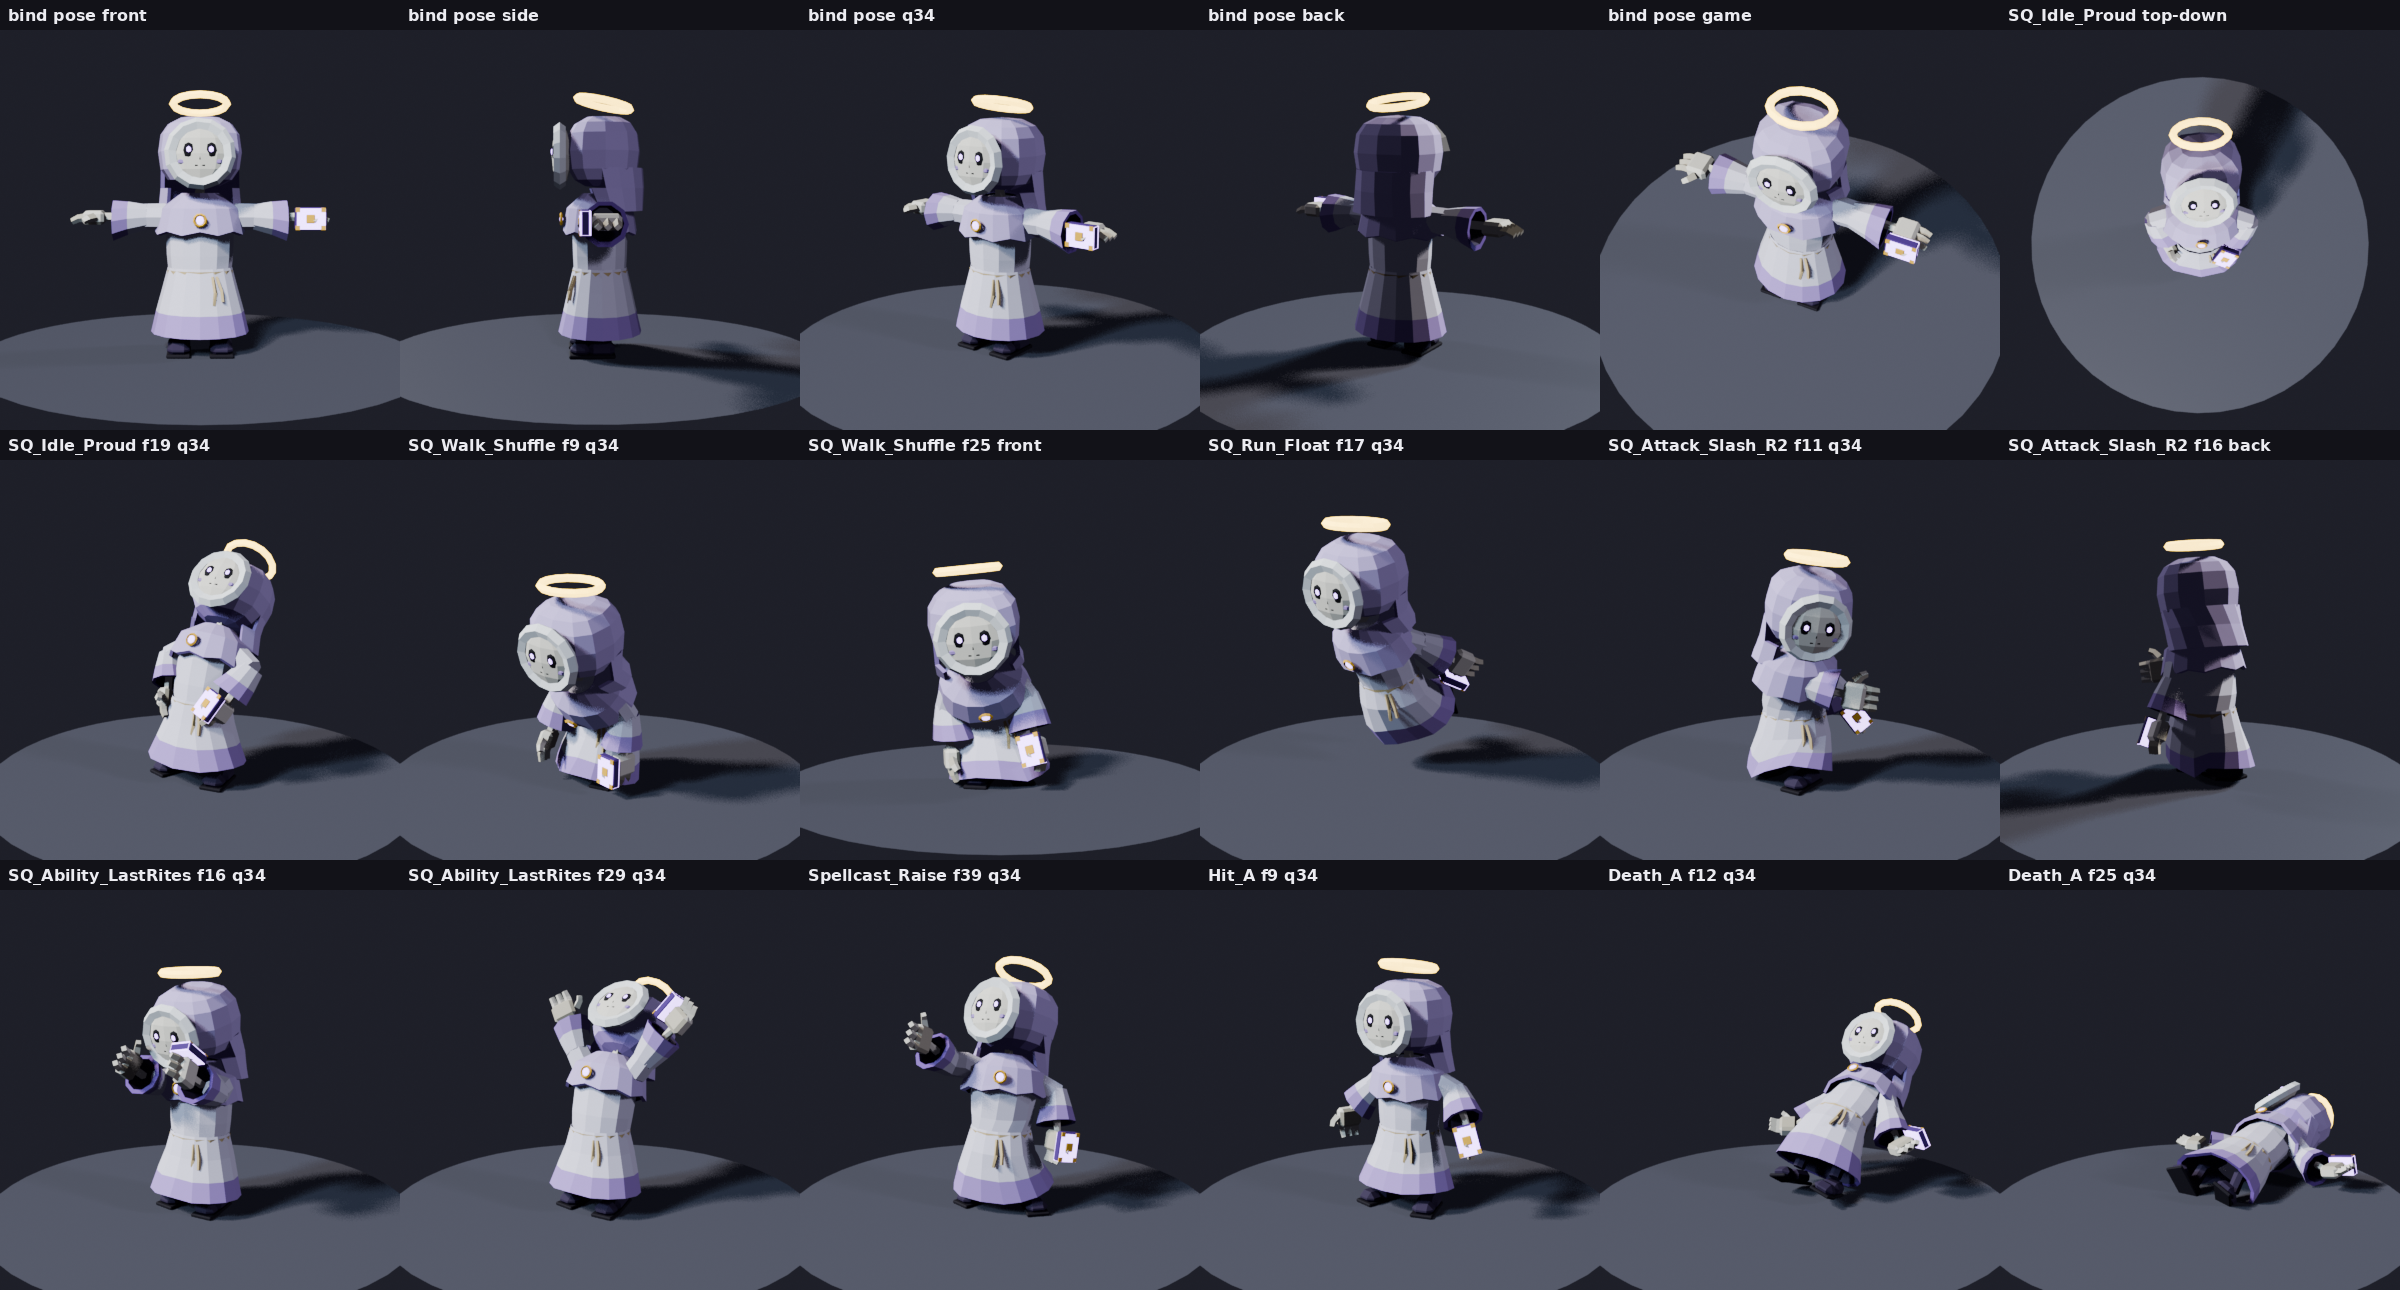 bind pose front
bind pose side
bind pose q34
bind pose back
bind pose game
SQ_Idle_Proud top-down
SQ_Idle_Proud f19 q34
SQ_Walk_Shuffle f9 q34
SQ_Walk_Shuffle f25 front
SQ_Run_Float f17 q34
SQ_Attack_Slash_R2 f11 q34
SQ_Attack_Slash_R2 f16 back
SQ_Ability_LastRites f16 q34
SQ_Ability_LastRites f29 q34
Spellcast_Raise f39 q34
Hit_A f9 q34
Death_A f12 q34
Death_A f25 q34